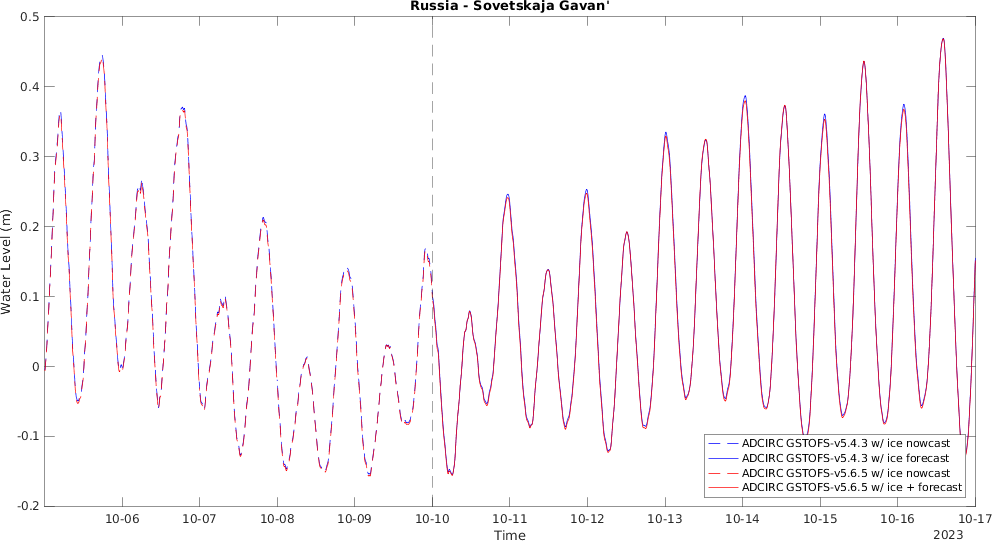 Russia - Sovetskaja Gavan'
0.5
0.4
0.3
0.2
0.1
0
-0.1
-0.2
Water Level (m)
ADCIRC GSTOFS-v5.4.3 w/ ice nowcast
ADCIRC GSTOFS-v5.4.3 w/ ice forecast
ADCIRC GSTOFS-v5.6.5 w/ ice nowcast
ADCIRC GSTOFS-v5.6.5 w/ ice + forecast
10-06 10-07 10-08 10-09 10-10 10-11 10-12 10-13 10-14 10-15 10-16 10-17
Time
2023